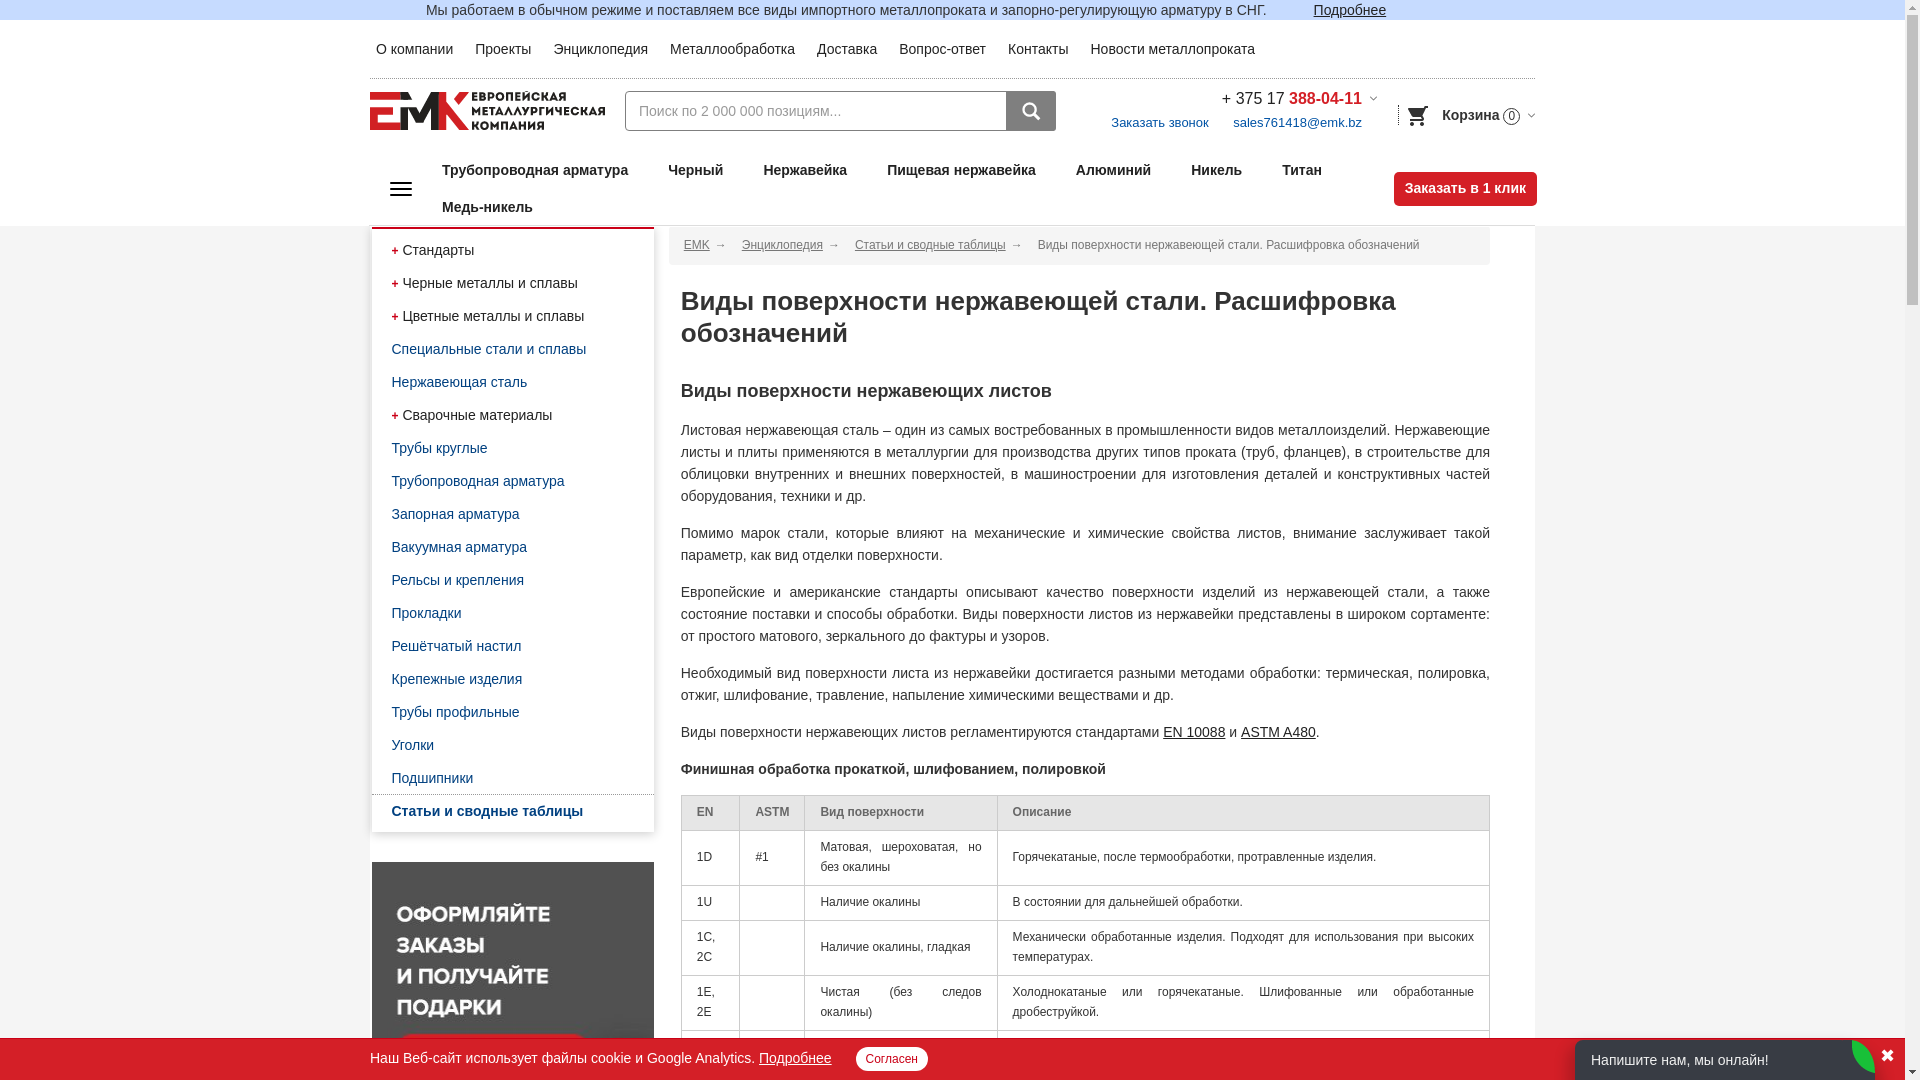 Мы работаем в обычном режиме и поставляем все виды импортного металлопроката и запорно-регулирующую арматуру в СНГ. Подробнее
О компании Проекты Энциклопедия Металлообработка Доставка Вопрос-ответ Контакты Новости металлопроката
ЕМК ЕВРОПЕЙСКАЯ
МЕТАЛЛУРГИЧЕСКАЯ
КОМПАНИЯ
Поиск по 2 000 000 позициям...
+ 375 17 388-04-11
Заказать звонок sales761418@emk.bz
Корзина 0
Трубопроводная арматура Черный Нержавейка Пищевая нержавейка Алюминий Никель Титан
Медь-никель
Заказать в 1 клик
+ Стандарты
+ Черные металлы и сплавы
+ Цветные металлы и сплавы
Специальные стали и сплавы
Нержавеющая сталь
+ Сварочные материалы
Трубы круглые
Трубопроводная арматура
Запорная арматура
Вакуумная арматура
Рельсы и крепления
Прокладки
Решётчатый настил
Крепежные изделия
Трубы профильные
Уголки
Подшипники
Статьи и сводные таблицы
ОФОРМЛЯЙТЕ
ЗАКАЗЫ
И ПОЛУЧАЙТЕ
ПОДАРКИ
EMK → Энциклопедия → Статьи и сводные таблицы → Виды поверхности нержавеющей стали. Расшифровка обозначений
Виды поверхности нержавеющей стали. Расшифровка
обозначений
Виды поверхности нержавеющих листов
Листовая нержавеющая сталь – один из самых востребованных в промышленности видов металлоизделий. Нержавеющие
листы и плиты применяются в металлургии для производства других типов проката (труб, фланцев), в строительстве для
облицовки внутренних и внешних поверхностей, в машиностроении для изготовления деталей и конструктивных частей
оборудования, техники и др.
Помимо марок стали, которые влияют на механические и химические свойства листов, внимание заслуживает такой
параметр, как вид отделки поверхности.
Европейские и американские стандарты описывают качество поверхности изделий из нержавеющей стали, а также
состояние поставки и способы обработки. Виды поверхности листов из нержавейки представлены в широком сортаменте:
от простого матового, зеркального до фактуры и узоров.
Необходимый вид поверхности листа из нержавейки достигается разными методами обработки: термическая, полировка,
отжиг, шлифование, травление, напыление химическими веществами и др.
Виды поверхности нержавеющих листов регламентируются стандартами EN 10088 и ASTM A480.
Финишная обработка прокаткой, шлифованием, полировкой
EN ASTM Вид поверхности Описание
1D #1 Матовая, шероховатая, но
без окалины Горячекатаные, после термообработки, протравленные изделия.
1U Наличие окалины В состоянии для дальнейшей обработки.
1C,
2C Наличие окалины, гладкая Механически обработанные изделия. Подходят для использования при высоких
температурах.
1E,
2E Чистая (без следов
окалины) Холоднокатаные или горячекатаные. Шлифованные или обработанные
дробеструйкой.
Наш Веб-сайт использует файлы cookie и Google Analytics. Подробнее Согласен
Напишите нам, мы онлайн!